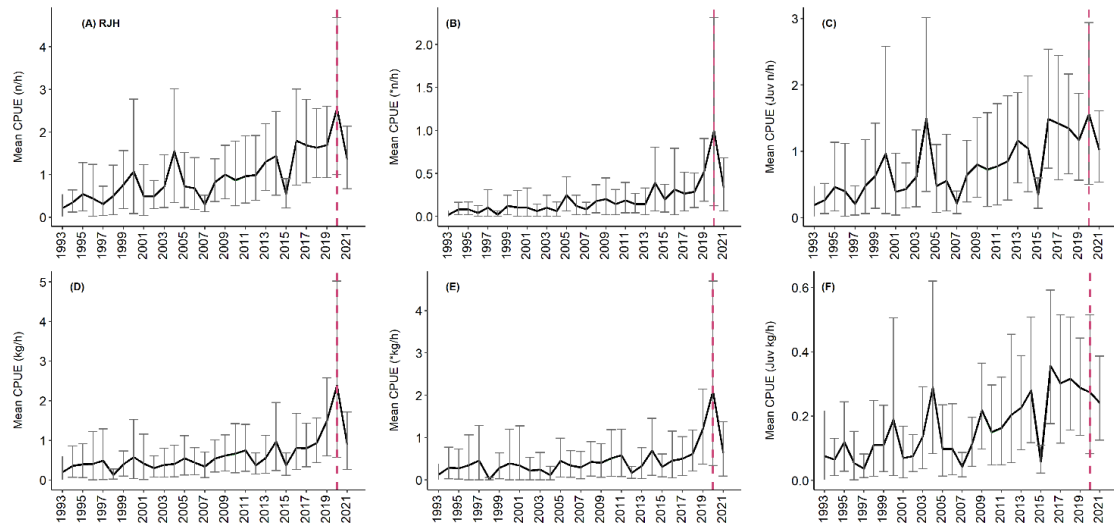 (A) RJH
Mean CPUE (n/h)
4
3
2
1
0
1993 1995 1997 1999 2001 2003 2005 2007 2009 2011 2013 2015 2017 2019 2021
(B)
Mean CPUE (*n/h)
2.0
1.5
1.0
0.5
0.0
1993 1995 1997 1999 2001 2003 2005 2007 2009 2011 2013 2015 2017 2019 2021
(C)
Mean CPUE (Juv n/h)
3
2
1
0
1993 1995 1997 1999 2001 2003 2005 2007 2009 2011 2013 2015 2017 2019 2021
(D)
Mean CPUE (kg/h)
5
4
3
2
1
0
1993 1995 1997 1999 2001 2003 2005 2007 2009 2011 2013 2015 2017 2019 2021
(E)
Mean CPUE (*kg/h)
4
3
2
1
0
1993 1995 1997 1999 2001 2003 2005 2007 2009 2011 2013 2015 2017 2019 2021
(F)
Mean CPUE (Juv kg/h)
0.6
0.4
0.2
0.0
1993 1995 1997 1999 2001 2003 2005 2007 2009 2011 2013 2015 2017 2019 2021